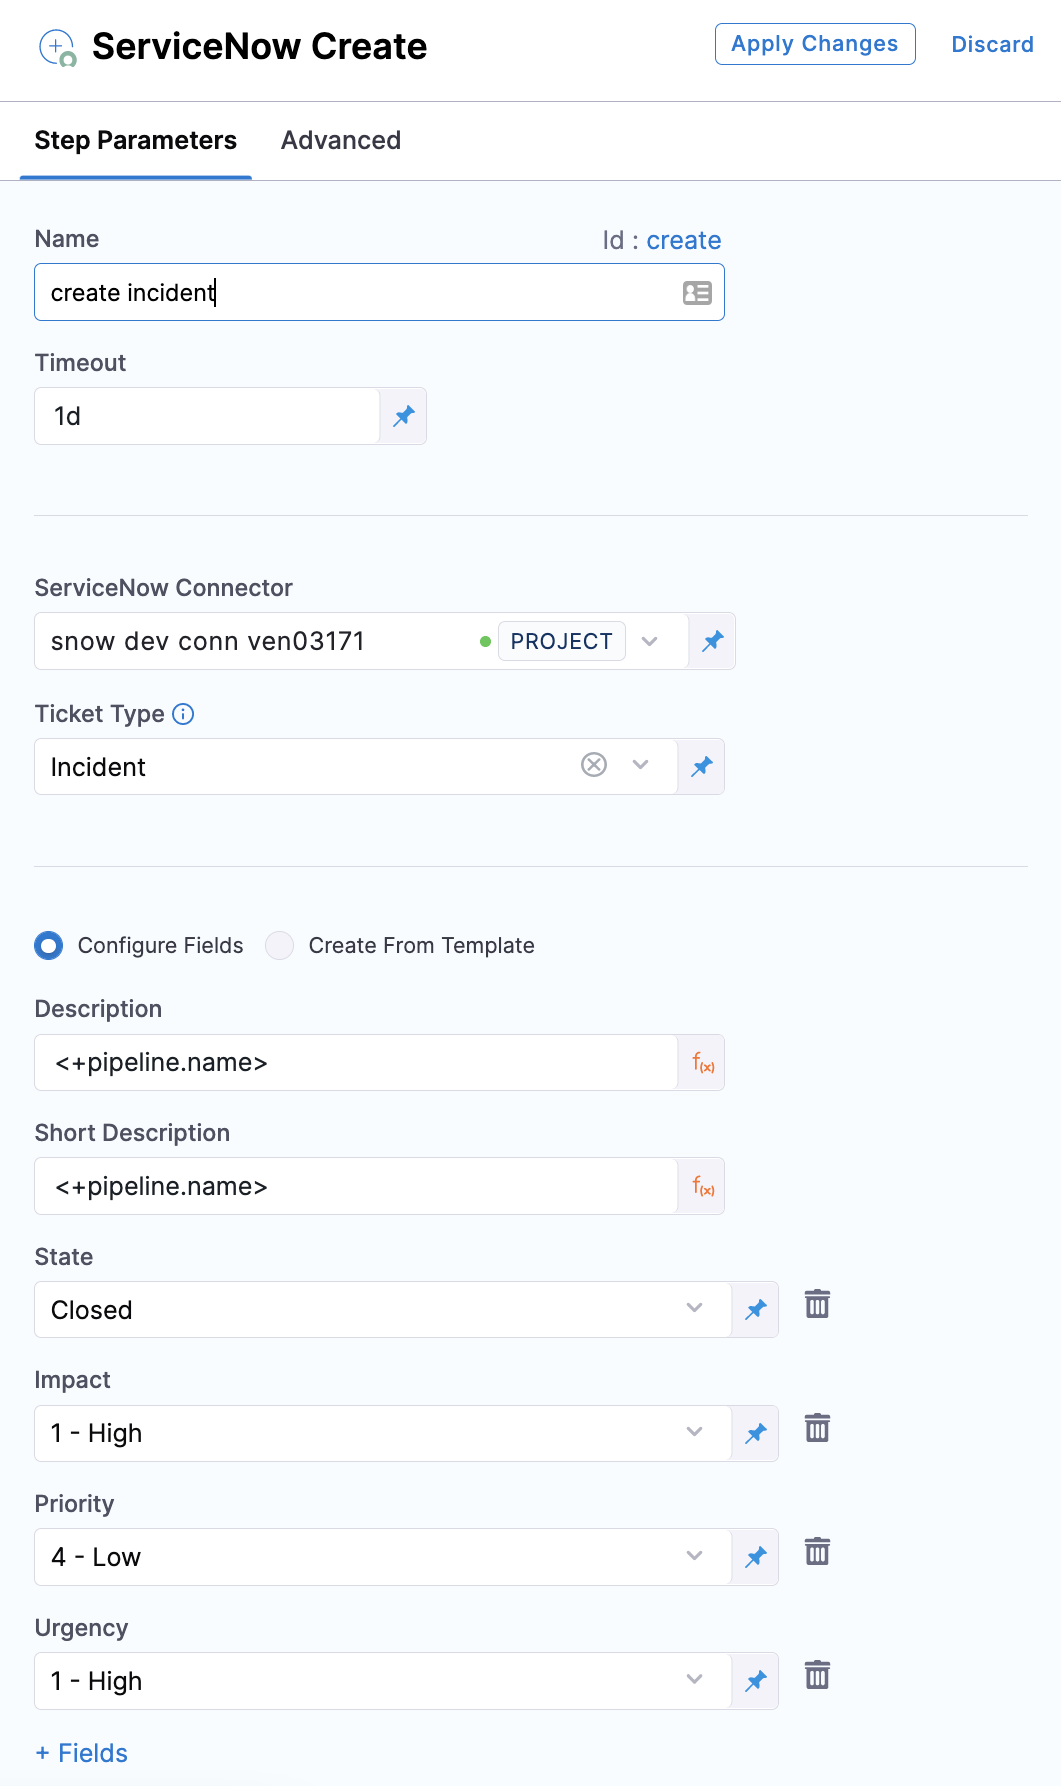 ServiceNow Create
Apply Changes
Discard
Step Parameters
Advanced
Name
Id : create
create incident
Timeout
1d
ServiceNow Connector
snow dev conn ven03171
PROJECT
Ticket Type
Incident
Configure Fields
Create From Template
Description
<+pipeline.name>
f(x)
Short Description
<+pipeline.name>
f(x)
State
Closed
Impact
1 - High
Priority
4 - Low
Urgency
1 - High
+ Fields